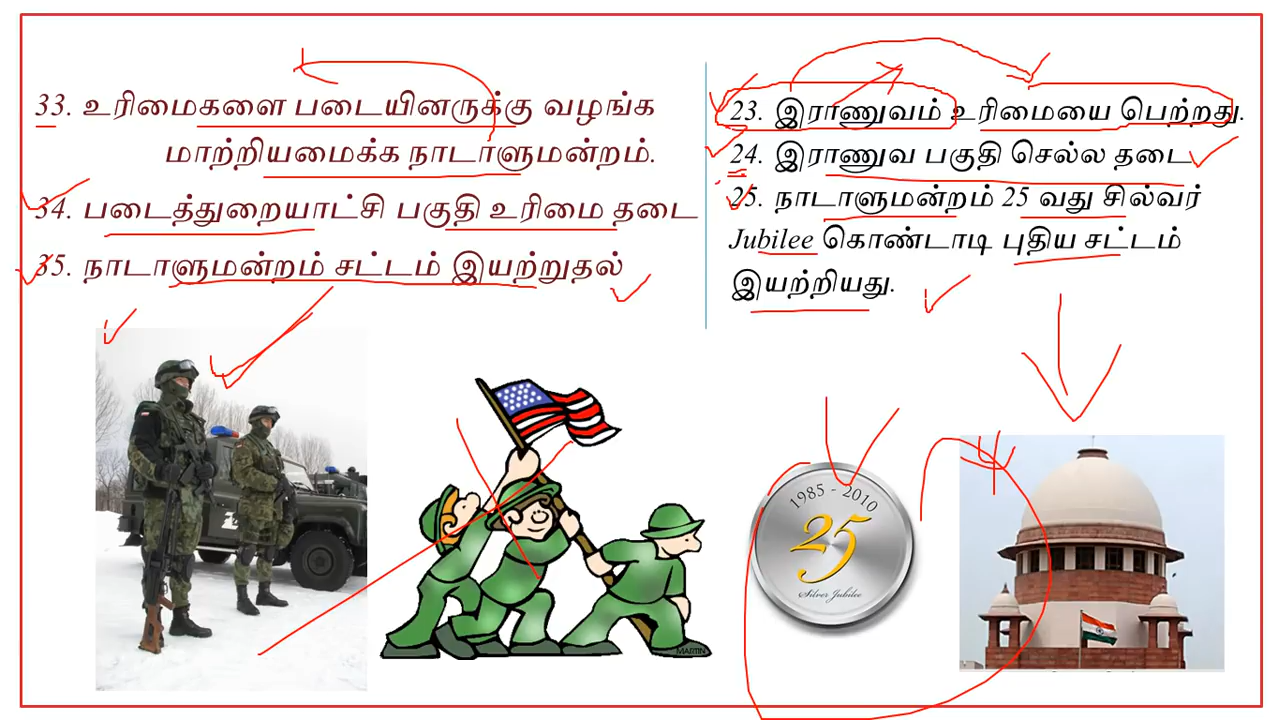 33. உரிமைகளை படையினருக்கு வழங்க
மாற்றியமைக்க நாடாளுமன்றம்.
34. படைத்துறையாட்சி பகுதி உரிமை தடை
35. நாடாளுமன்றம் சட்டம் இயற்றுதல்
23. இராணுவம் உரிமையை பெற்றது.
24. இராணுவ பகுதி செல்ல தடை
25. நாடாளுமன்றம் 25 வது சில்வர்
Jubilee கொண்டாடி புதிய சட்டம்
இயற்றியது.
MARTIN
1985 - 2010
25
Silver Jubilee